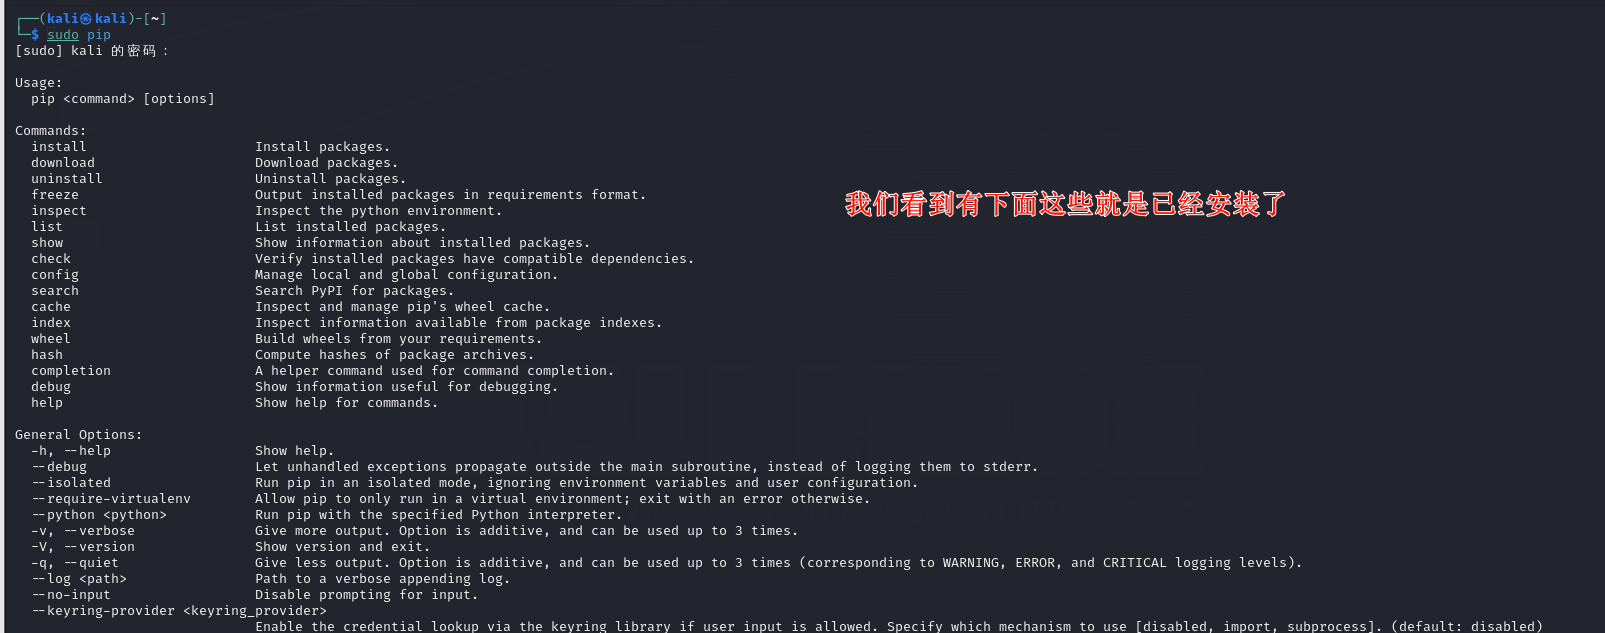 ┌──(kali㉿kali)-[~]
└─$ sudo pip
[sudo] kali 的密码：
Usage:
pip <command> [options]
Commands:
install Install packages.
download Download packages.
uninstall Uninstall packages.
freeze Output installed packages in requirements format.
我们看到有下面这些就是已经安装了
inspect Inspect the python environment.
list List installed packages.
show Show information about installed packages.
check Verify installed packages have compatible dependencies.
config Manage local and global configuration.
search Search PyPI for packages.
cache Inspect and manage pip's wheel cache.
index Inspect information available from package indexes.
wheel Build wheels from your requirements.
hash Compute hashes of package archives.
completion A helper command used for command completion.
debug Show information useful for debugging.
help Show help for commands.
General Options:
-h, --help Show help.
--debug Let unhandled exceptions propagate outside the main subroutine, instead of logging them to stderr.
--isolated Run pip in an isolated mode, ignoring environment variables and user configuration.
--require-virtualenv Allow pip to only run in a virtual environment; exit with an error otherwise.
--python <python> Run pip with the specified Python interpreter.
-v, --verbose Give more output. Option is additive, and can be used up to 3 times.
-V, --version Show version and exit.
-q, --quiet Give less output. Option is additive, and can be used up to 3 times (corresponding to WARNING, ERROR, and CRITICAL logging levels).
--log <path> Path to a verbose appending log.
--no-input Disable prompting for input.
--keyring-provider <keyring_provider>
Enable the credential lookup via the keyring library if user input is allowed. Specify which mechanism to use [disabled, import, subprocess]. (default: disabled)